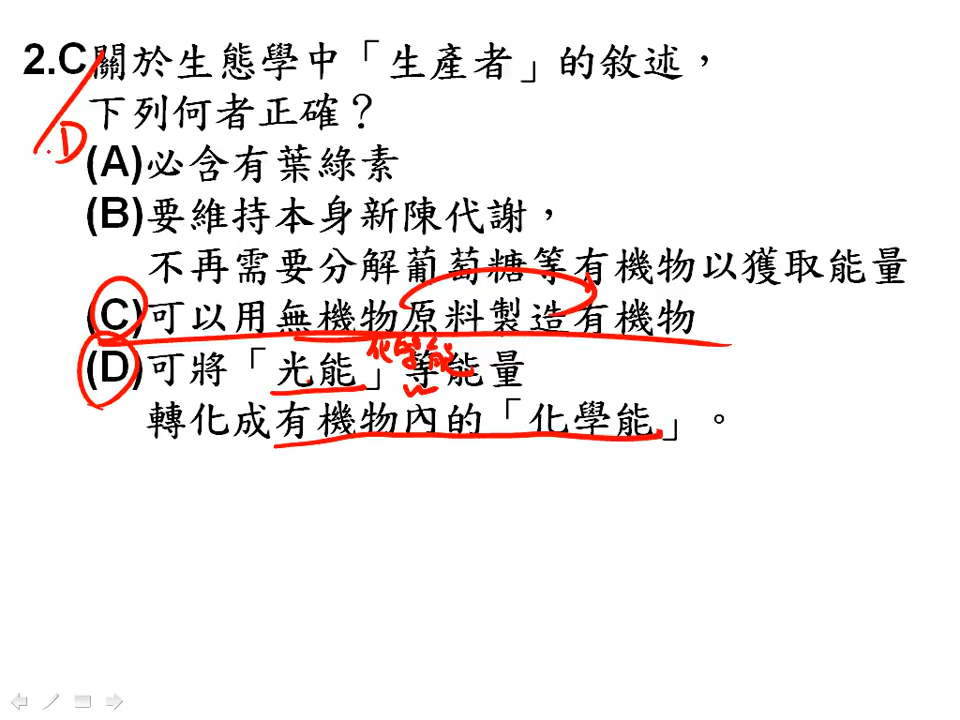 2.C關於生態學中「生產者」的敘述，
下列何者正確？
D
(A)必含有葉綠素
(B)要維持本身新陳代謝，
不再需要分解葡萄糖等有機物以獲取能量
(C)可以用無機物原料製造有機物
化學能
(D)可將「光能」等能量
轉化成有機物內的「化學能」。